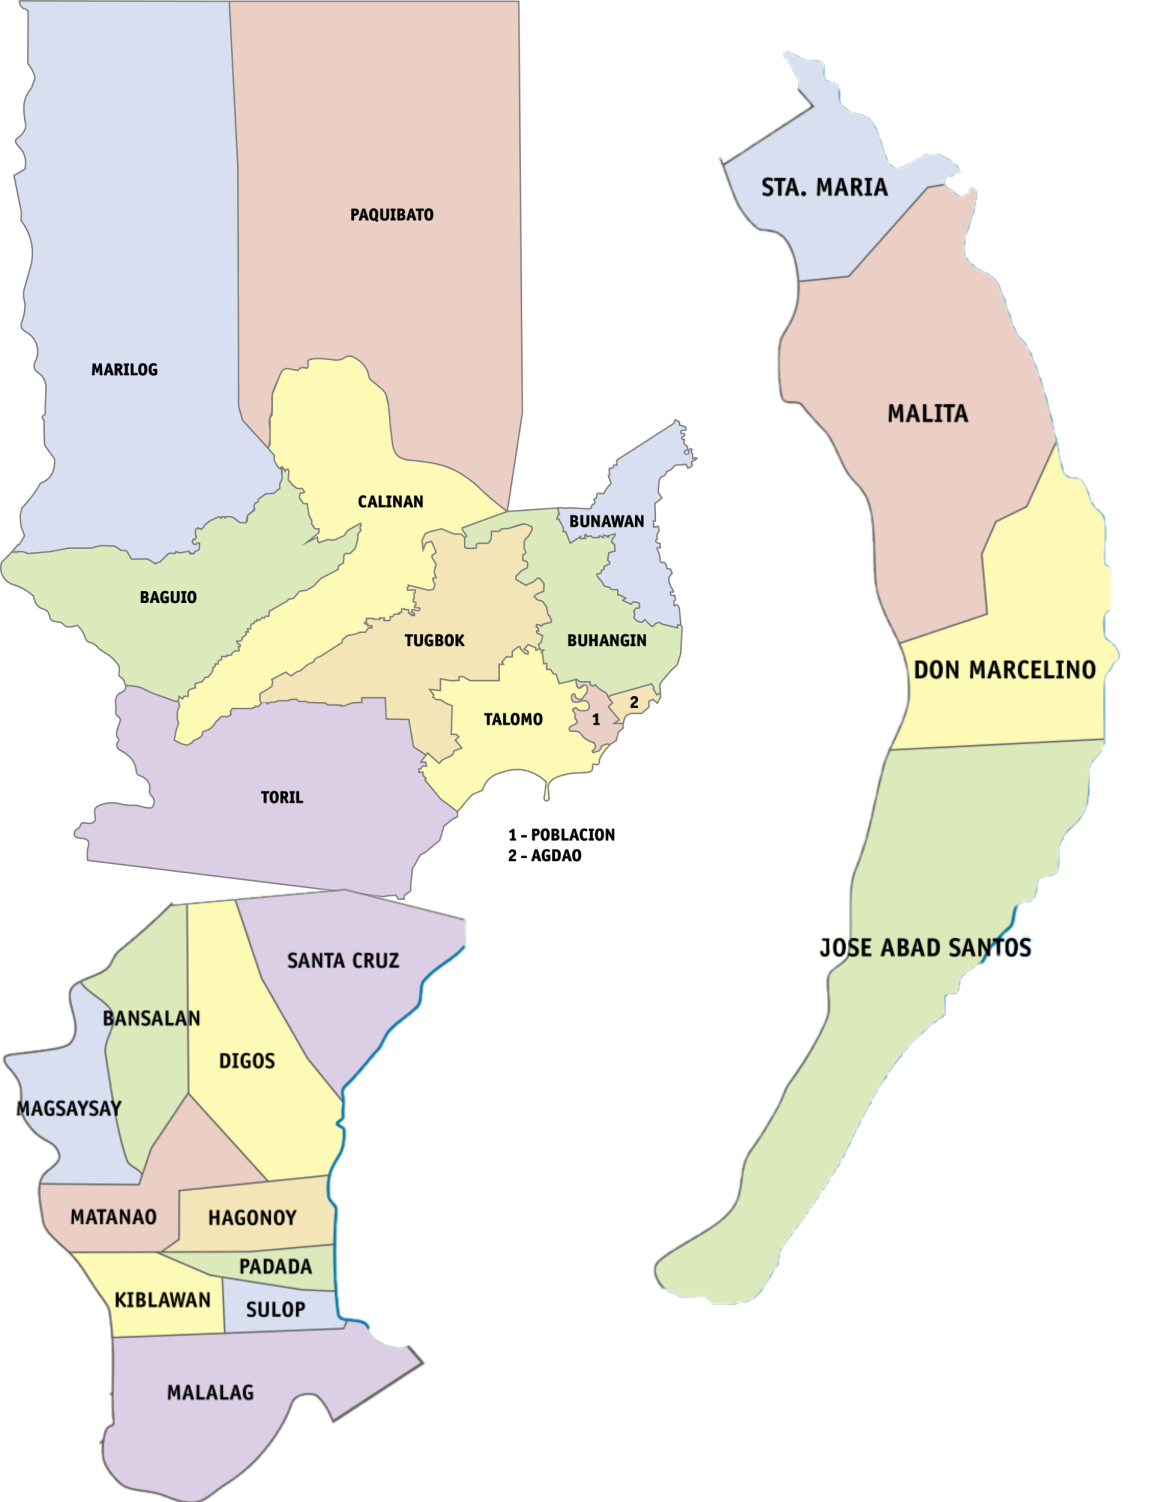 STA. MARIA
PAQUIBATO
MARILOG
MALITA
CALINAN
BUNAWAN
BAGUIO
TUGBOK
BUHANGIN
DON MARCELINO
2
TALOMO
1
TORIL
1 - POBLACION
2 - AGDAO
JOSE ABAD SANTOS
SANTA CRUZ
BANSALAN
DIGOS
MAGSAYSAY
MATANAO
HAGONOY
PADADA
KIBLAWAN
SULOP
MALALAG